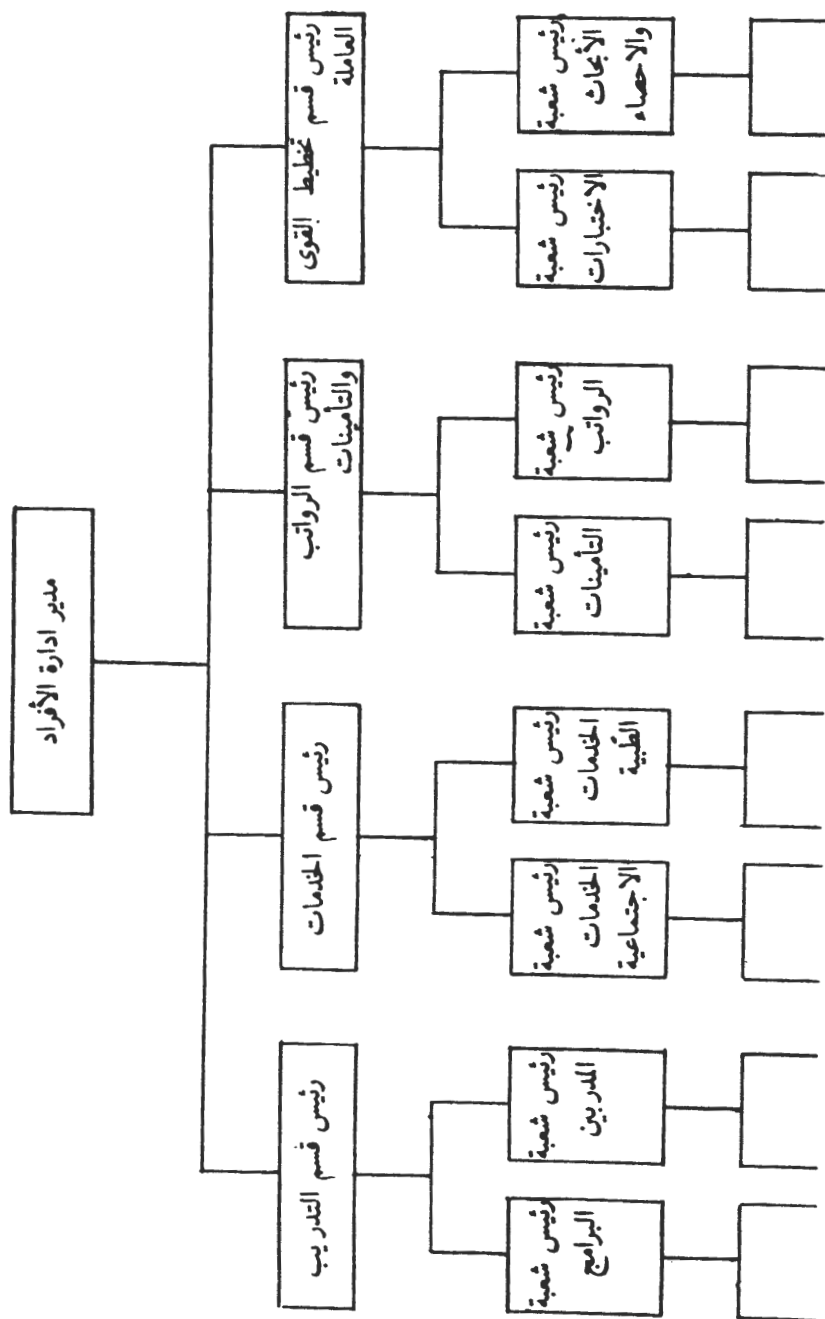 مدير ادارة الأفراد
رئيس قسم تخطيط القوى
العاملة
رئيس قسم الرواتب
والتأمينات
رئيس قسم الخدمات
رئيس قسم التدريب
رئيس شعبة
الأبحاث
والاحصاء
رئيس شعبة
الاختبارات
رئيس شعبة
الرواتب
رئيس شعبة
التأمينات
رئيس شعبة
الخدمات
الطبية
رئيس شعبة
الخدمات
الاجتماعية
رئيس شعبة
المدربين
رئيس شعبة
البرامج